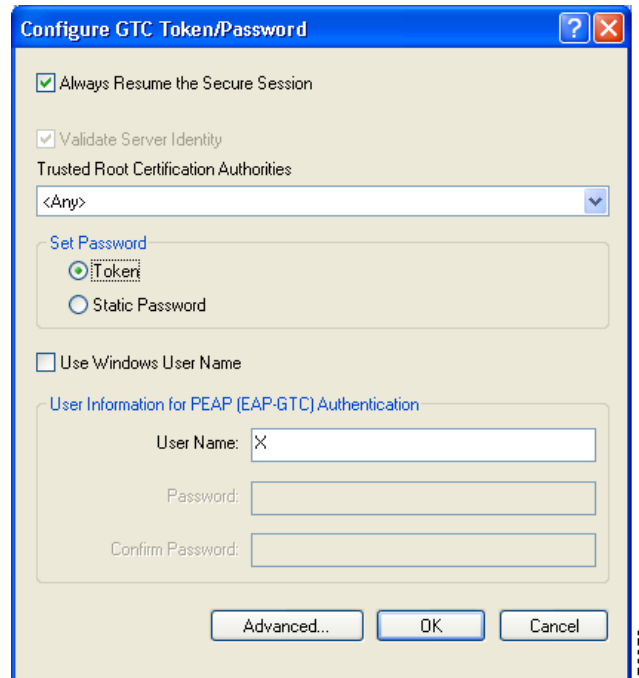 Configure GTC Token/Password
Always Resume the Secure Session
Validate Server Identity
Trusted Root Certification Authorities
<Any>
Set Password
Token
Static Password
Use Windows User Name
User Information for PEAP (EAP-GTC) Authentication
User Name: X
Password:
Confirm Password:
Advanced... OK Cancel